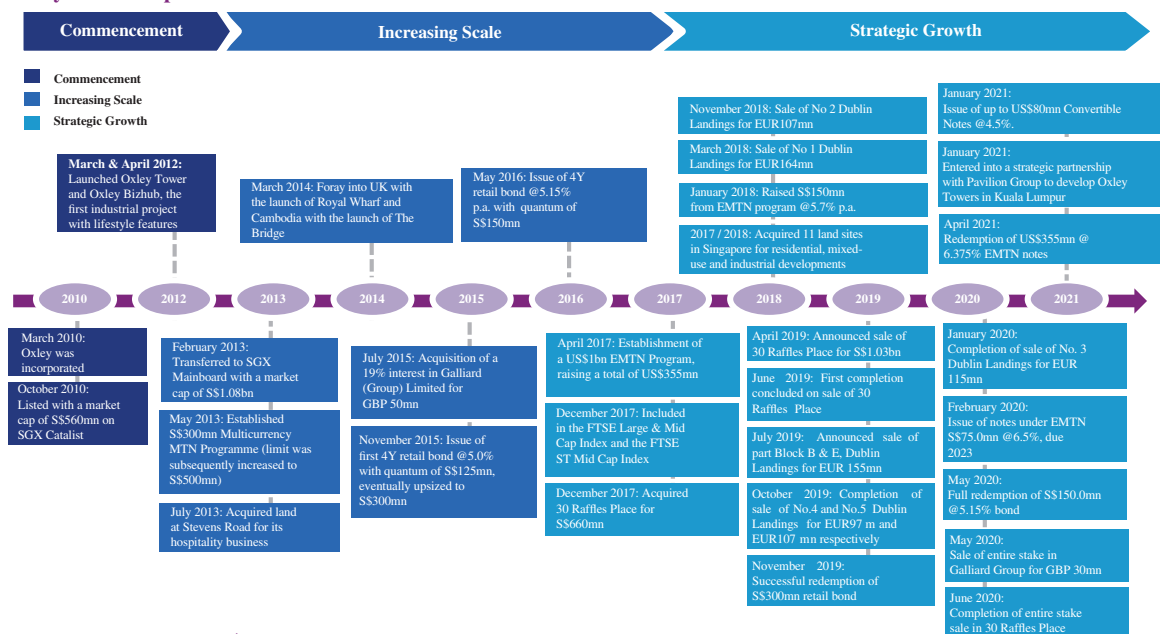 Commencement
Increasing Scale
Strategic Growth
Commencement
Increasing Scale
Strategic Growth
March & April 2012:
Launched Oxley Tower
and Oxley Bizhub, the
first industrial project
with lifestyle features
March 2014: Foray into UK with
the launch of Royal Wharf and
Cambodia with the launch of The
Bridge
May 2016: Issue of 4Y
retail bond @5.15%
p.a. with quantum of
S$150mn
November 2018: Sale of No 2 Dublin
Landings for EUR107mn
March 2018: Sale of No 1 Dublin
Landings for EUR164mn
January 2018: Raised S$150mn
from EMTN program @5.7% p.a.
2017 / 2018: Acquired 11 land sites
in Singapore for residential, mixed-
use and industrial developments
January 2021:
Issue of up to US$80mn Convertible
Notes @4.5%.
January 2021:
Entered into a strategic partnership
with Pavilion Group to develop Oxley
Towers in Kuala Lumpur
April 2021:
Redemption of US$355mn @
6.375% EMTN notes
2010
2012
2013
2014
2015
2016
2017
2018
2019
2020
2021
March 2010:
Oxley was
incorporated
October 2010:
Listed with a market
cap of S$560mn on
SGX Catalist
February 2013:
Transferred to SGX
Mainboard with a market
cap of S$1.08bn
May 2013: Established
S$300mn Multicurrency
MTN Programme (limit was
subsequently increased to
S$500mn)
July 2013: Acquired land
at Stevens Road for its
hospitality business
July 2015: Acquisition of a
19% interest in Galliard
(Group) Limited for
GBP 50mn
November 2015: Issue of
first 4Y retail bond @5.0%
with quantum of S$125mn,
eventually upsized to
S$300mn
April 2017: Establishment of
a US$1bn EMTN Program,
raising a total of US$355mn
December 2017: Included
in the FTSE Large & Mid
Cap Index and the FTSE
ST Mid Cap Index
December 2017: Acquired
30 Raffles Place for
S$660mn
April 2019: Announced sale of
30 Raffles Place for S$1.03bn
June 2019: First completion
concluded on sale of 30
Raffles Place
July 2019: Announced sale of
part Block B & E, Dublin
Landings for EUR 155mn
October 2019: Completion of
sale of No.4 and No.5 Dublin
Landings for EUR97 m and
EUR107 mn respectively
November 2019:
Successful redemption of
S$300mn retail bond
January 2020:
Completion of sale of No. 3
Dublin Landings for EUR
115mn
Frebruary 2020:
Issue of notes under EMTN
S$75.0mn @6.5%, due
2023
May 2020:
Full redemption of S$150.0mn
@5.15% bond
May 2020:
Sale of entire stake in
Galliard Group for GBP 30mn
June 2020:
Completion of entire stake
sale in 30 Raffles Place